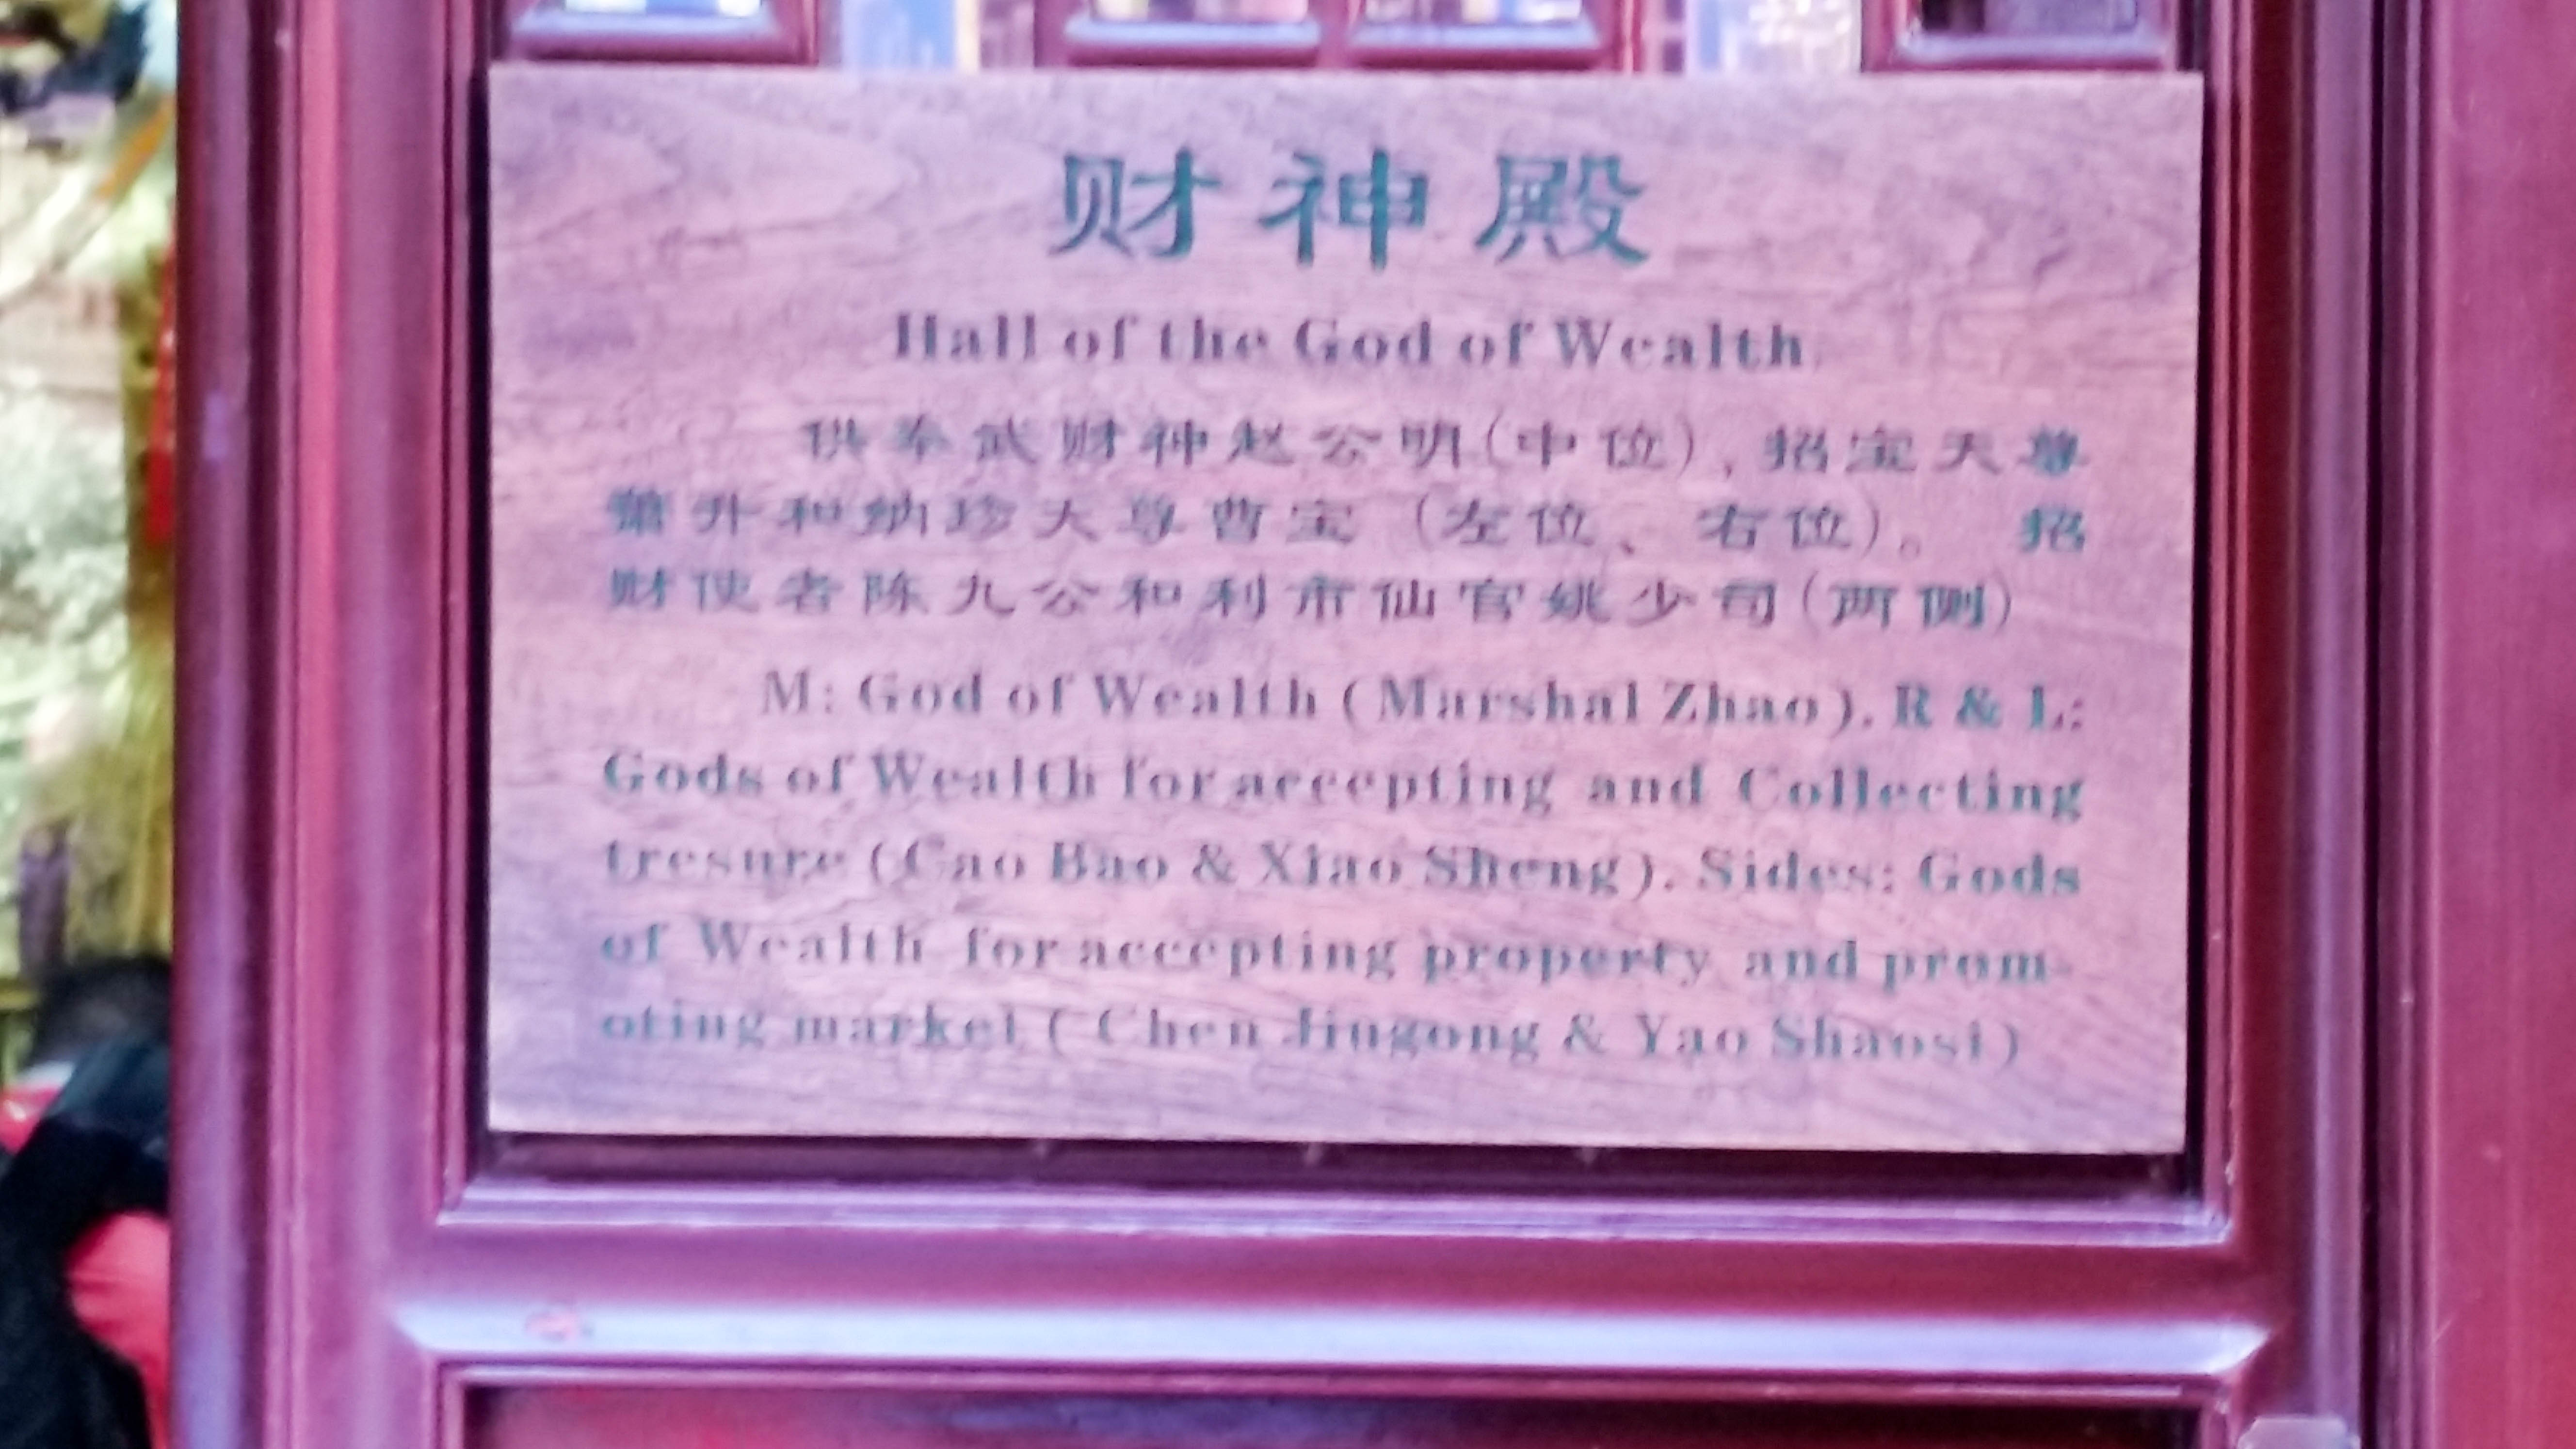 财神殿
Hall of the God of Wealth
供奉武财神赵公明(中位),招宝天尊
萧升和纳珍天尊曹宝(左位、右位)。 招
财使者陈九公和利市仙官姚少司(两侧)
M: God of Wealth (Marshal Zhao). R & L:
Gods of Wealth for accepting and Collecting
tresure (Cao Bao & Xiao Sheng). Sides: Gods
of Wealth for accepting property and prom-
oting market ( Chen Jiugong & Yao Shaosi)